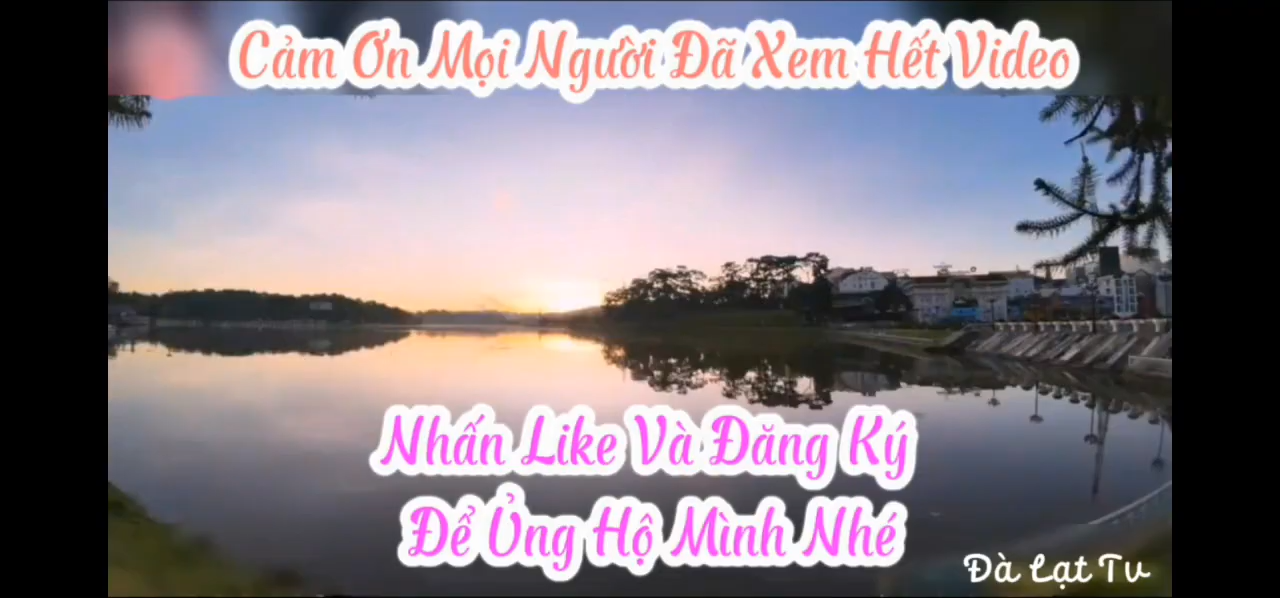 Cảm Ơn Mọi Người Đã Xem Hết Video
Nhấn Like Và Đăng Ký
Để Ủng Hộ Mình Nhé
Đà Lạt Tv